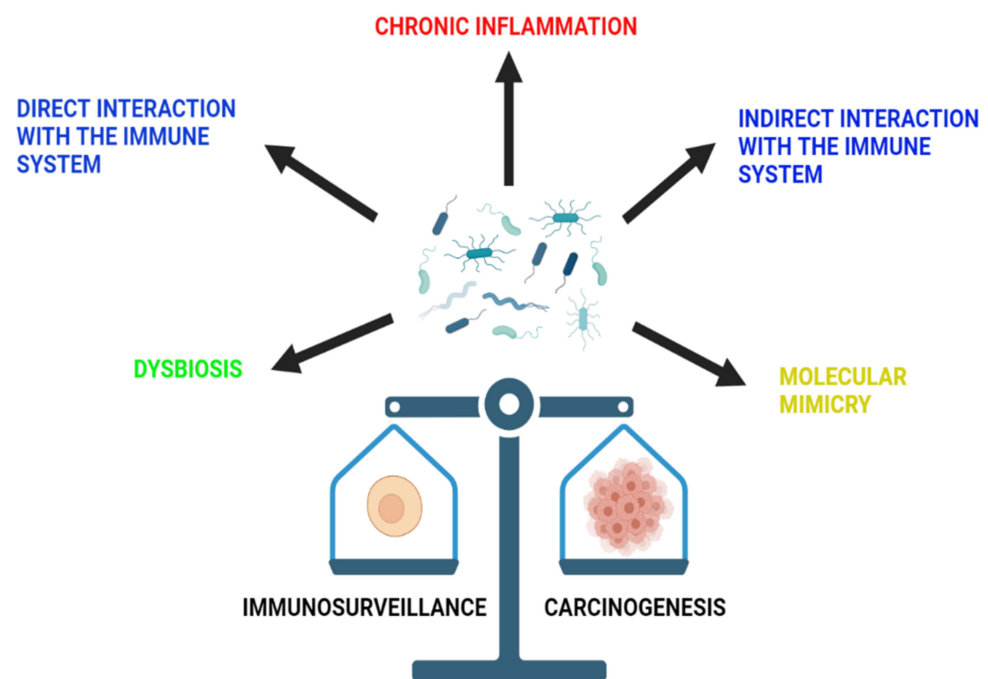 CHRONIC INFLAMMATION
DIRECT INTERACTION
WITH THE IMMUNE
SYSTEM
INDIRECT INTERACTION
WITH THE IMMUNE
SYSTEM
DYSBIOSIS
MOLECULAR
MIMICRY
IMMUNOSURVEILLANCE
CARCINOGENESIS